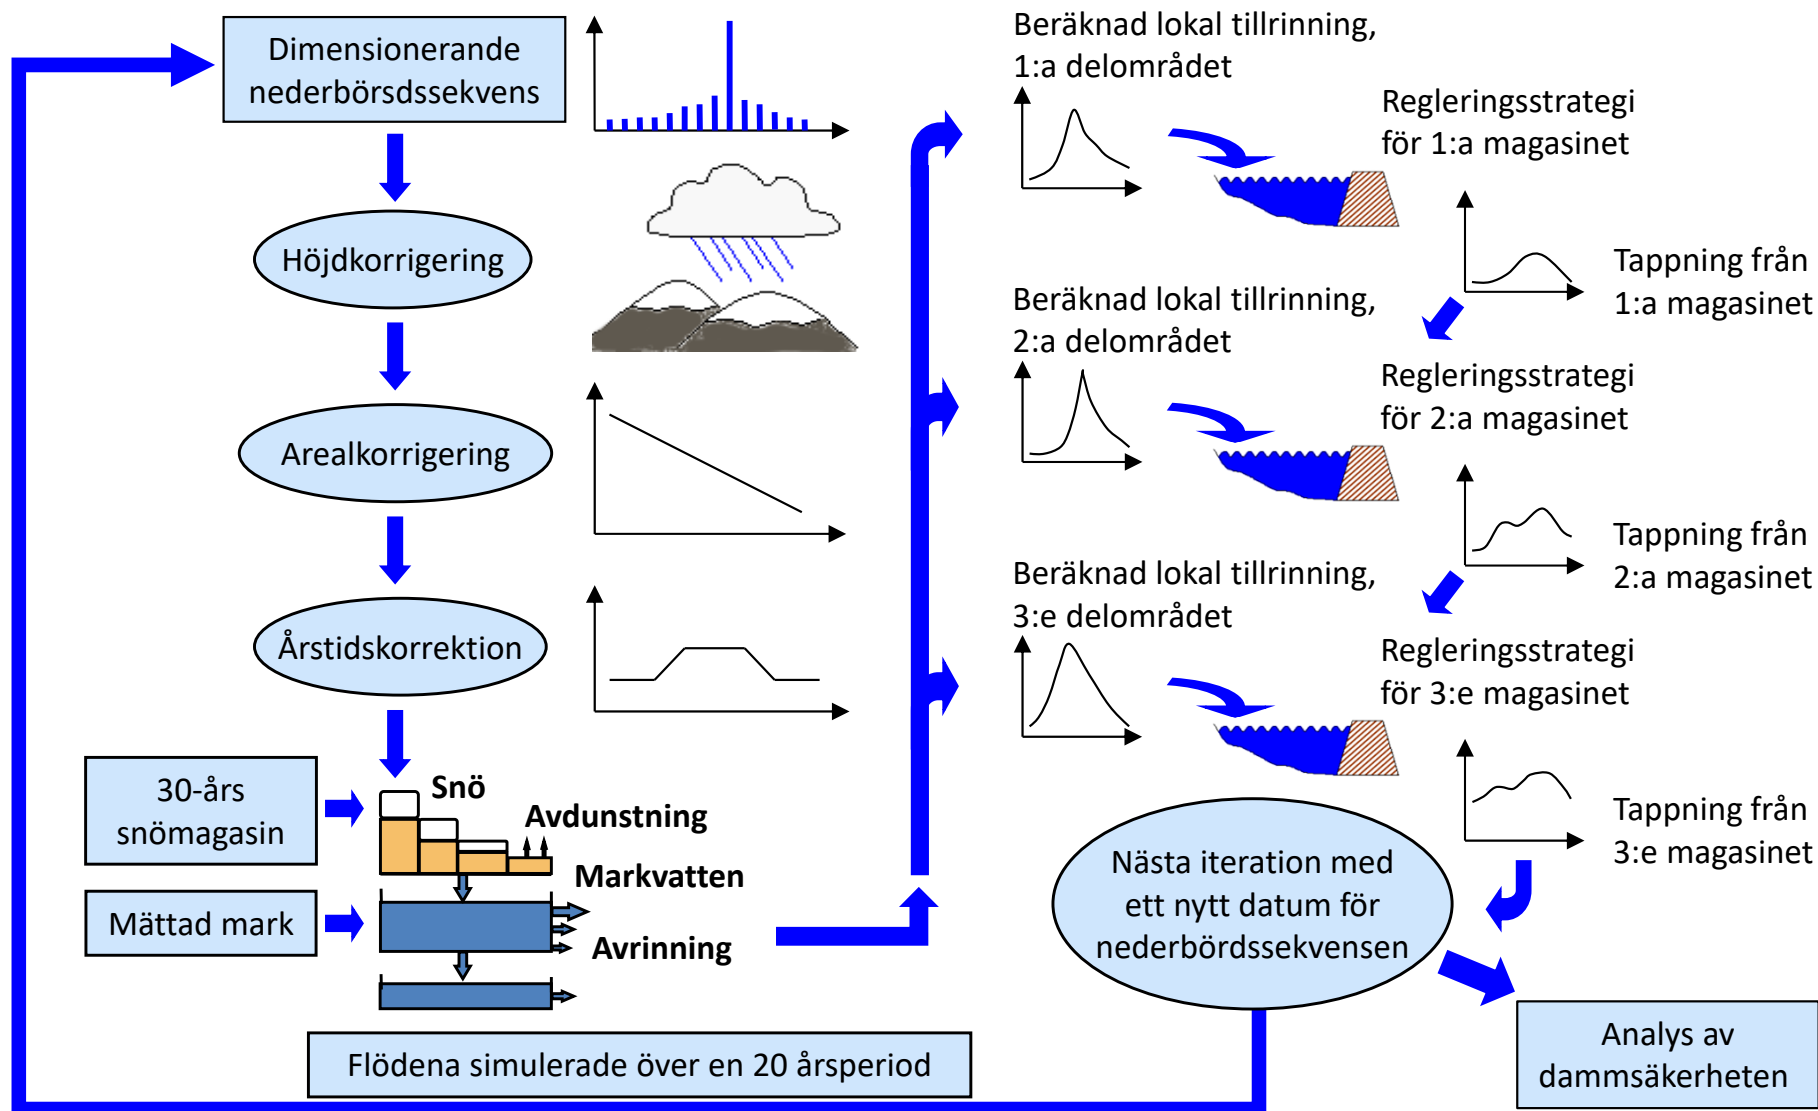 Dimensionerande
nederbörsdssekvens
Höjdkorrigering
Arealkorrigering
Årstidskorrektion
30-års
snömagasin
Mättad mark
Snö
Avdunstning
Markvatten
Avrinning
Flödena simulerade över en 20 årsperiod
Beräknad lokal tillrinning,
1:a delområdet
Regleringsstrategi
för 1:a magasinet
Tappning från
1:a magasinet
Beräknad lokal tillrinning,
2:a delområdet
Regleringsstrategi
för 2:a magasinet
Tappning från
2:a magasinet
Beräknad lokal tillrinning,
3:e delområdet
Regleringsstrategi
för 3:e magasinet
Tappning från
3:e magasinet
Nästa iteration med
ett nytt datum för
nederbördssekvensen
Analys av
dammsäkerheten